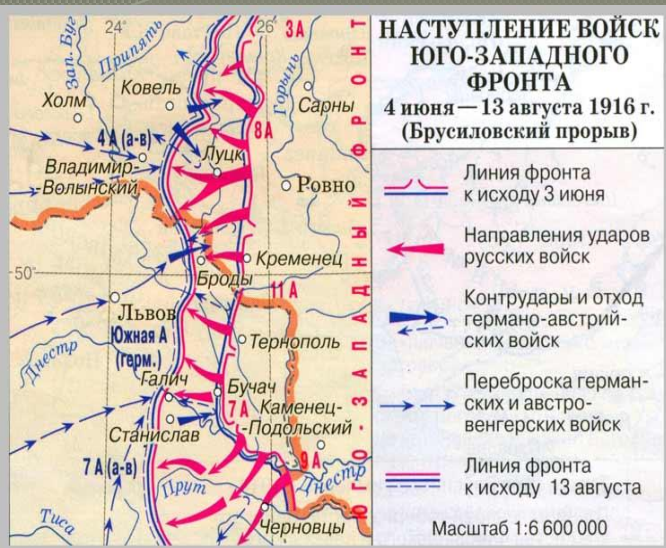 НАСТУПЛЕНИЕ ВОЙСК
ЮГО-ЗАПАДНОГО
ФРОНТА
4 июня — 13 августа 1916 г.
(Брусиловский прорыв)
Линия фронта
к исходу 3 июня
Направления ударов
русских войск
Контрудары и отход
германо-австрий-
ских войск
Переброска герман-
ских и австро-
венгерских войск
Линия фронта
к исходу 13 августа
Масштаб 1:6 600 000
24°
26°
3А
Зап. Буг
Припять
Горынь
Ковель
Холм
Сарны
4 А (а-в)
8А
Луцк
Владимир-
-Волынский
Ровно
Кременец
50°
Броды
11 А
Львов
Южная А
(герм.)
Тернополь
Днестр
Галич
Бучач
7А
Каменец-
-Подольский
Станислав
9А
7 А (а-в)
Днестр
Прут
Тиса
Черновцы
ЮГО-ЗАПАДНЫЙ ФРОНТ